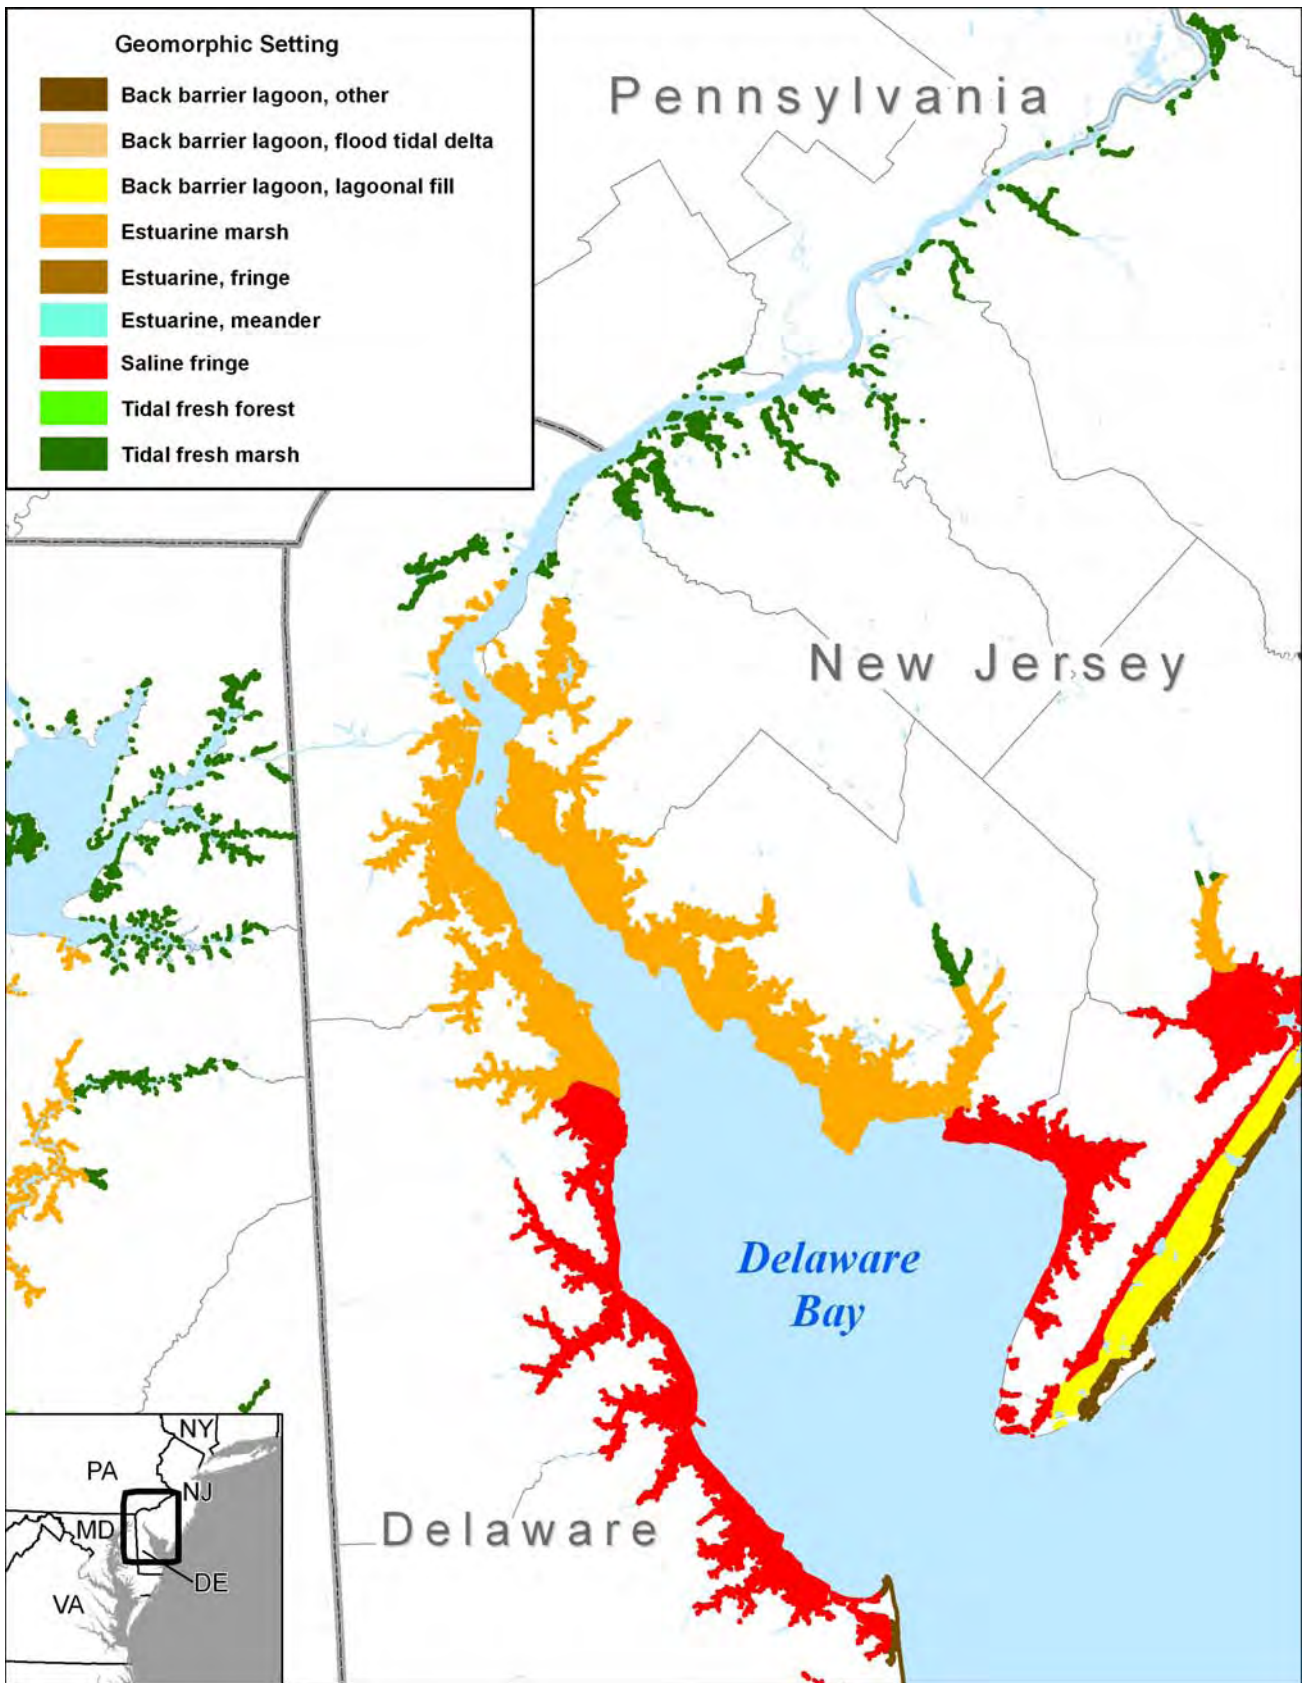 Geomorphic Setting
Back barrier lagoon, other
Back barrier lagoon, flood tidal delta
Back barrier lagoon, lagoonal fill
Estuarine marsh
Estuarine, fringe
Estuarine, meander
Saline fringe
Tidal fresh forest
Tidal fresh marsh
Pennsylvania
New Jersey
Delaware
Bay
Delaware
NY
PA
NJ
MD
DE
VA